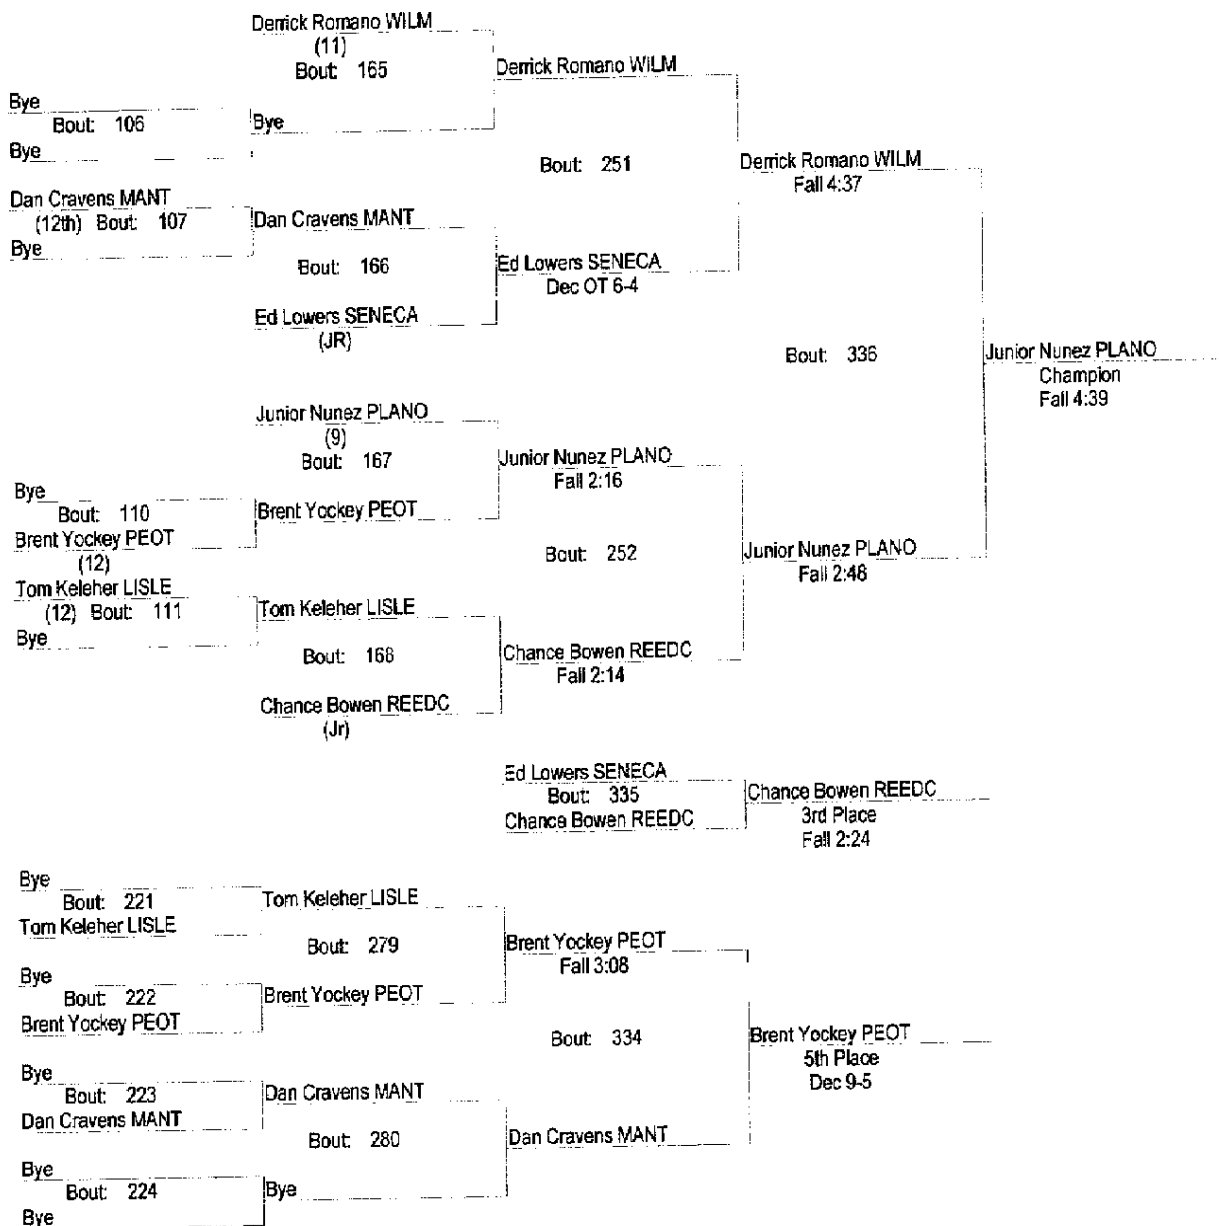 Derrick Romano WILM
(11)
Bout: 165
Derrick Romano WILM
Bye
Bout: 106
Bye
Bye
Bout: 251
Derrick Romano WILM
Fall 4:37
Dan Cravens MANT
(12th) Bout: 107
Dan Cravens MANT
Bye
Bout: 166
Ed Lowers SENECA
Dec OT 6-4
Ed Lowers SENECA
(JR)
Bout: 336
Junior Nunez PLANO
Champion
Fall 4:39
Junior Nunez PLANO
(9)
Bout: 167
Junior Nunez PLANO
Fall 2:16
Bye
Bout: 110
Brent Yockey PEOT
Brent Yockey PEOT
(12)
Bout: 252
Junior Nunez PLANO
Fall 2:48
Tom Keleher LISLE
(12) Bout: 111
Tom Keleher LISLE
Bye
Bout: 168
Chance Bowen REEDC
Fall 2:14
Chance Bowen REEDC
(Jr)
Ed Lowers SENECA
Bout: 335
Chance Bowen REEDC
Chance Bowen REEDC
3rd Place
Fall 2:24
Bye
Bout: 221
Tom Keleher LISLE
Tom Keleher LISLE
Bout: 279
Brent Yockey PEOT
Fall 3:08
Bye
Bout: 222
Brent Yockey PEOT
Brent Yockey PEOT
Bout: 334
Brent Yockey PEOT
5th Place
Dec 9-5
Bye
Bout: 223
Dan Cravens MANT
Dan Cravens MANT
Bout: 280
Dan Cravens MANT
Bye
Bout: 224
Bye
Bye